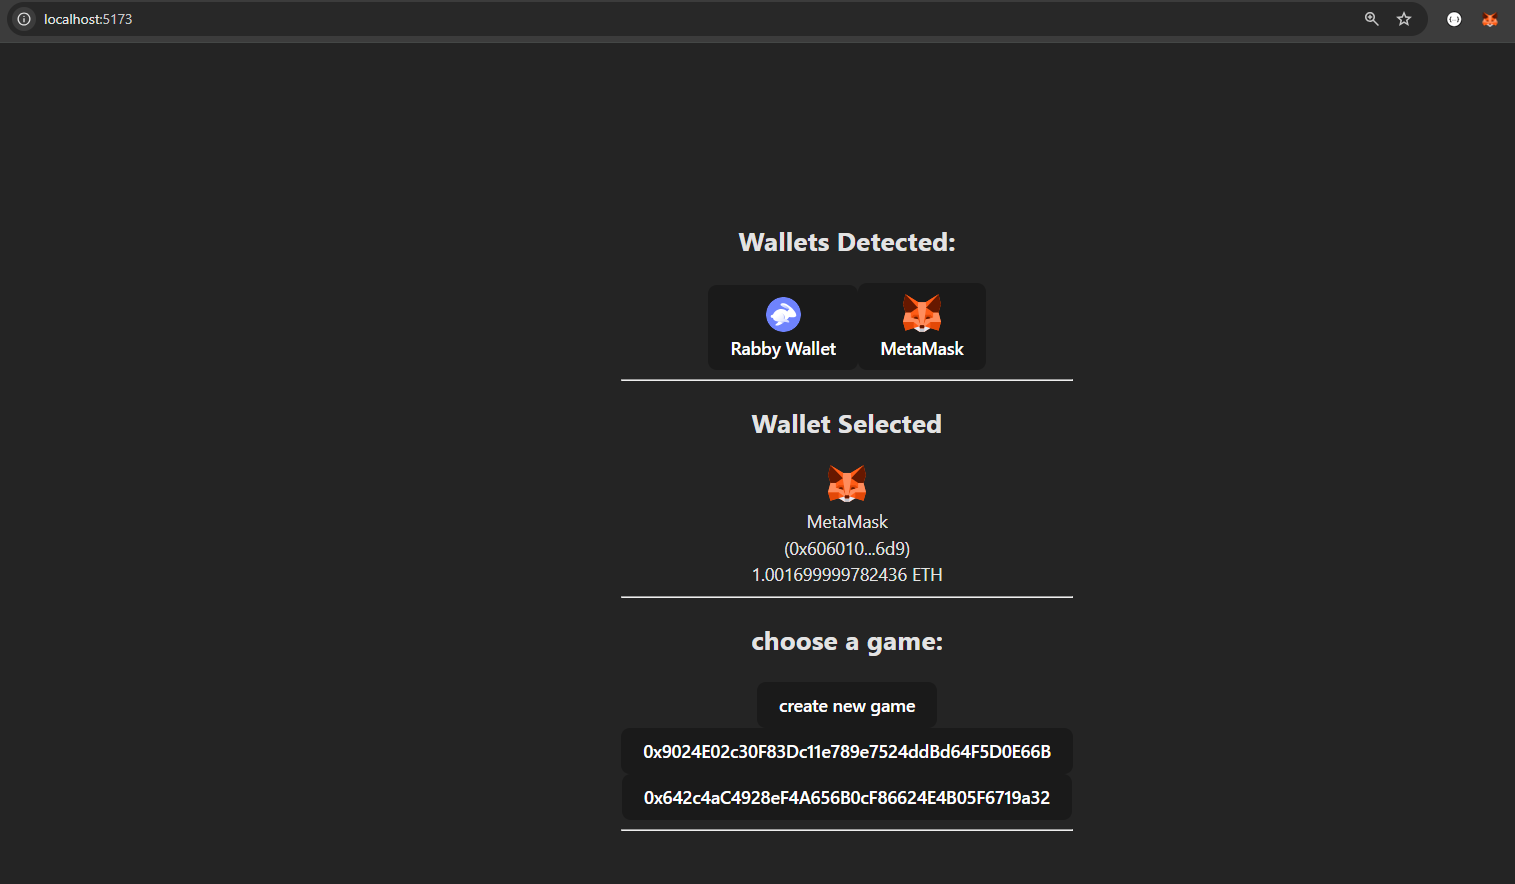 localhost:5173
Wallets Detected:
Rabby Wallet
MetaMask
Wallet Selected
MetaMask
(0x606010...6d9)
1.001699999782436 ETH
choose a game:
create new game
0x9024E02c30F83Dc11e789e7524ddBd64F5D0E66B
0x642c4aC4928eF4A656B0cF86624E4B05F6719a32